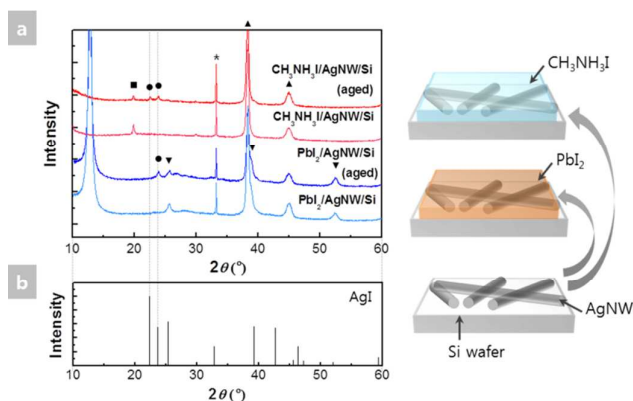 a
Intensity
CH₃NH₃I/AgNW/Si
(aged)
CH₃NH₃I/AgNW/Si
PbI₂/AgNW/Si
(aged)
PbI₂/AgNW/Si
10 20 30 40 50 60
2θ(°)
b
Intensity
AgI
10 20 30 40 50 60
2θ(°)
CH₃NH₃I
PbI₂
AgNW
Si wafer